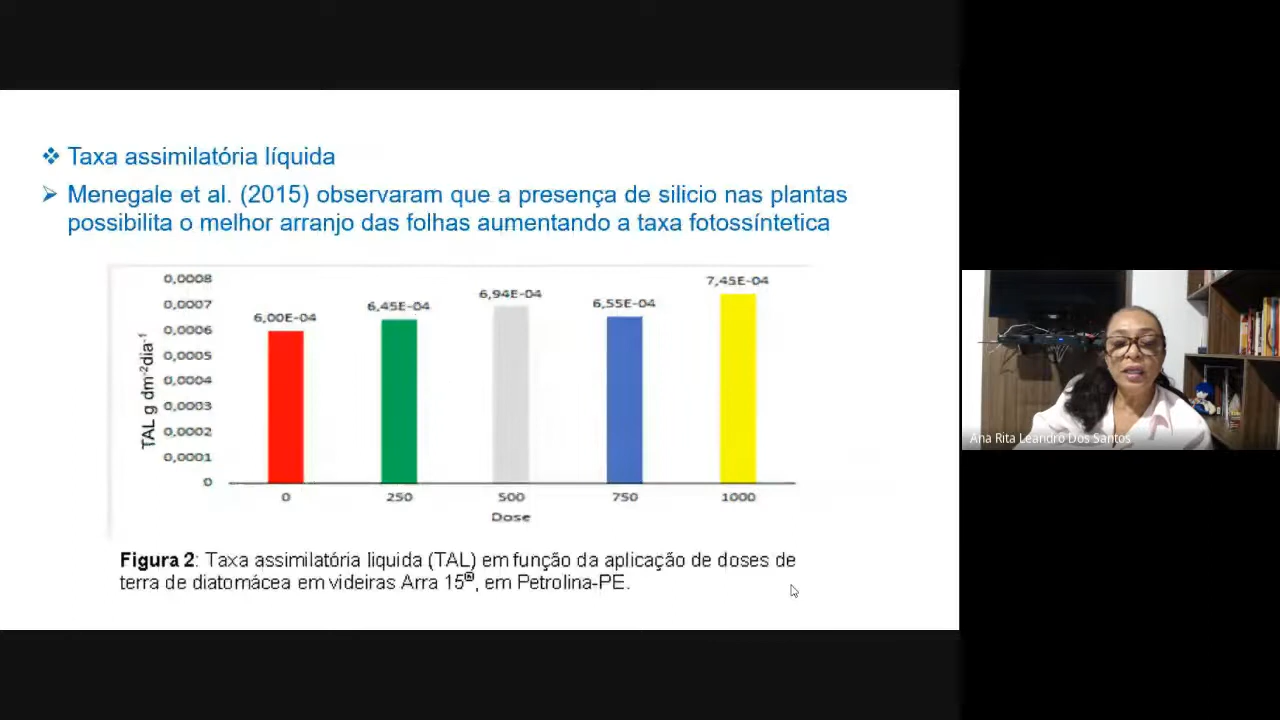 Taxa assimilatória líquida
Menegale et al. (2015) observaram que a presença de silicio nas plantas
possibilita o melhor arranjo das folhas aumentando a taxa fotossíntetica
TAL g dm-²dia-¹
0,0008
0,0007
0,0006
0,0005
0,0004
0,0003
0,0002
0,0001
0
6,00E-04
6,45E-04
6,94E-04
6,55E-04
7,45E-04
0 250 500 750 1000
Dose
Figura 2: Taxa assimilatória liquida (TAL) em função da aplicação de doses de
terra de diatomácea em videiras Arra 15®, em Petrolina-PE.
Ana Rita Leandro Dos Santos